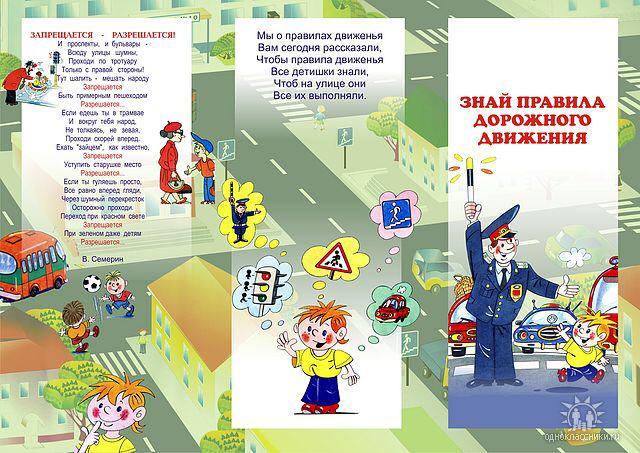 ЗАПРЕЩАЕТСЯ - РАЗРЕШАЕТСЯ!
И проспекты, и бульвары -
Всюду улицы шумны,
Проходи по тротуару
Только с правой стороны!
Тут шалить - мешать народу
Запрещается
Быть примерным пешеходом
Разрешается...
Если едешь ты в трамвае
И вокруг тебя народ,
Не толкаясь, не зевая,
Проходи скорей вперед.
Ехать "зайцем", как известно,
Запрещается
Уступить старушке место
Разрешается...
Если ты гуляешь просто,
Все равно вперед гляди,
Через шумный перекресток
Осторожно проходи.
Переход при красном свете
Запрещается
При зеленом даже детям
Разрешается...
В. Семерин
Мы о правилах движенья
Вам сегодня рассказали,
Чтобы правила движенья
Все детишки знали,
Чтоб на улице они
Все их выполняли.
ЗНАЙ ПРАВИЛА
ДОРОЖНОГО
ДВИЖЕНИЯ
одноклассники.ru